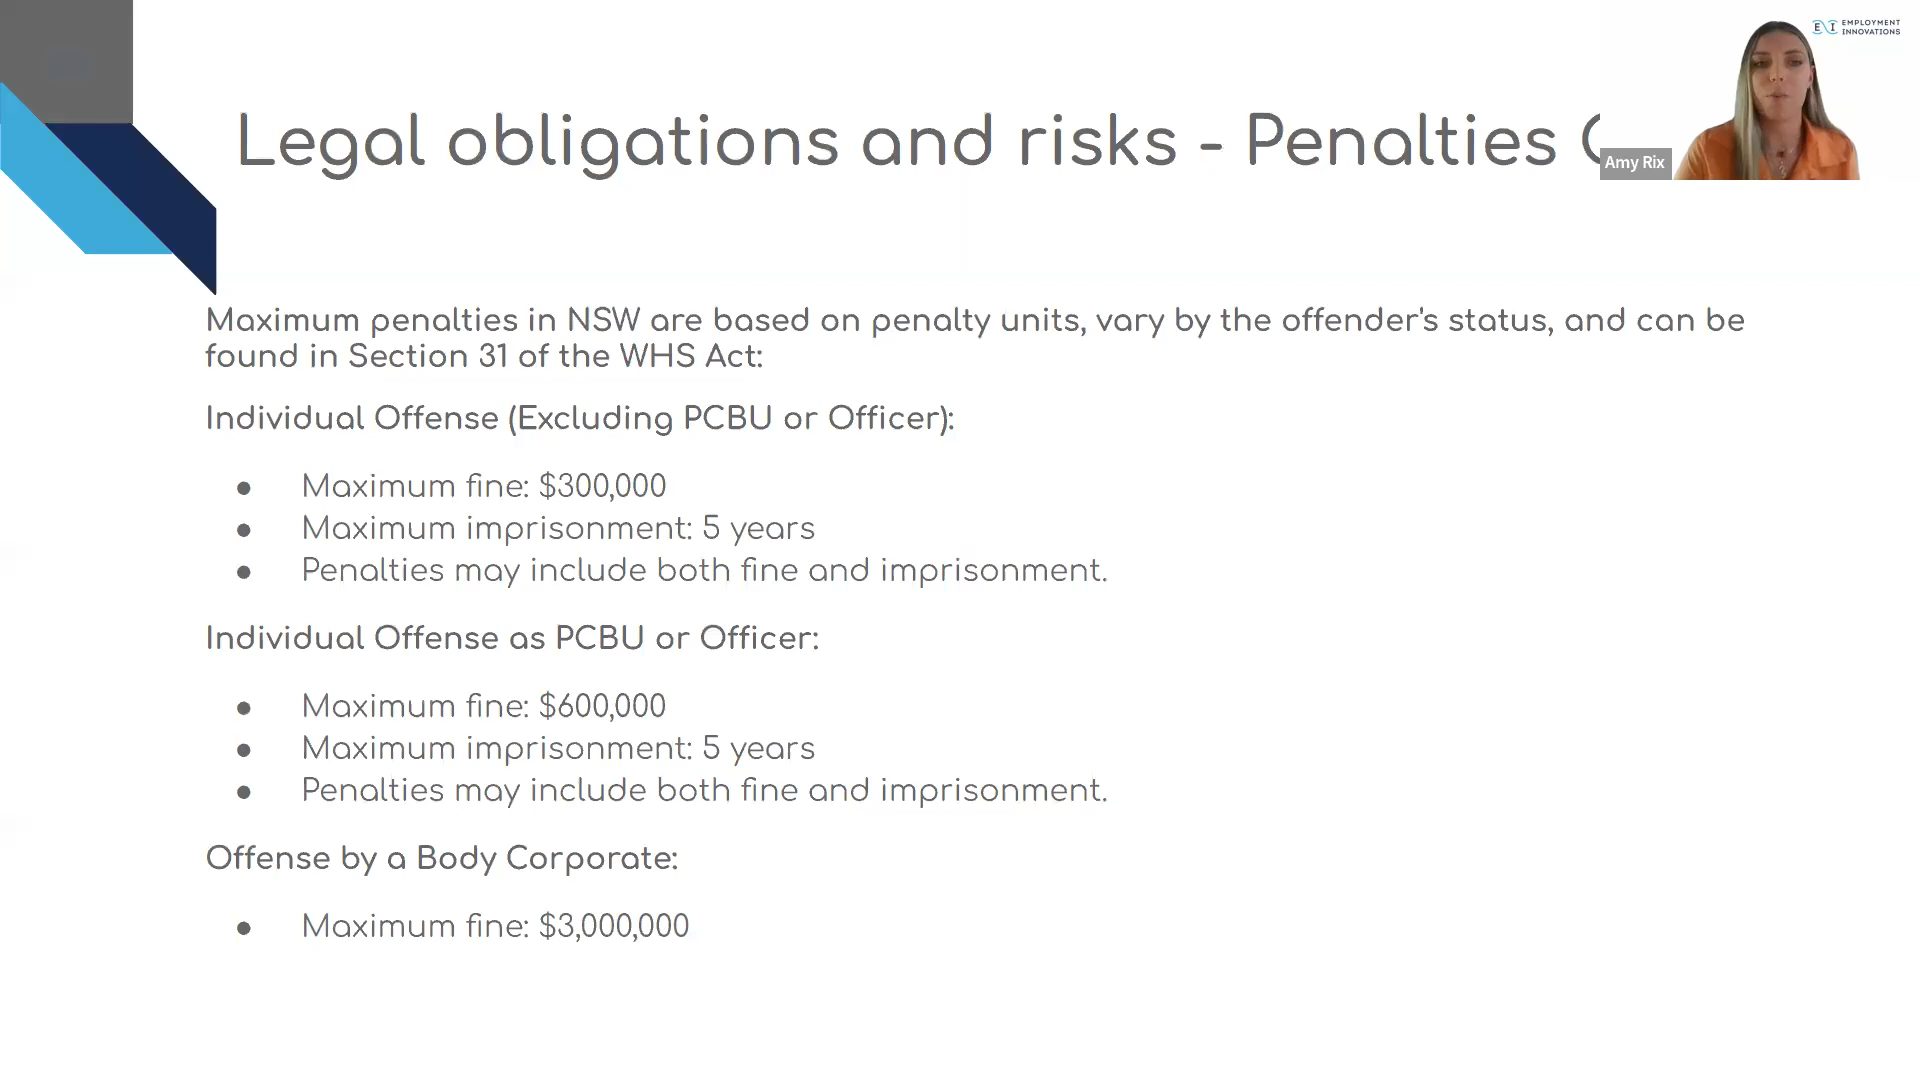 EMPLOYMENT
INNOVATIONS
Legal obligations and risks - Penalties
Amy Rix
Maximum penalties in NSW are based on penalty units, vary by the offender's status, and can be
found in Section 31 of the WHS Act:
Individual Offense (Excluding PCBU or Officer):
● Maximum fine: $300,000
● Maximum imprisonment: 5 years
● Penalties may include both fine and imprisonment.
Individual Offense as PCBU or Officer:
● Maximum fine: $600,000
● Maximum imprisonment: 5 years
● Penalties may include both fine and imprisonment.
Offense by a Body Corporate:
● Maximum fine: $3,000,000